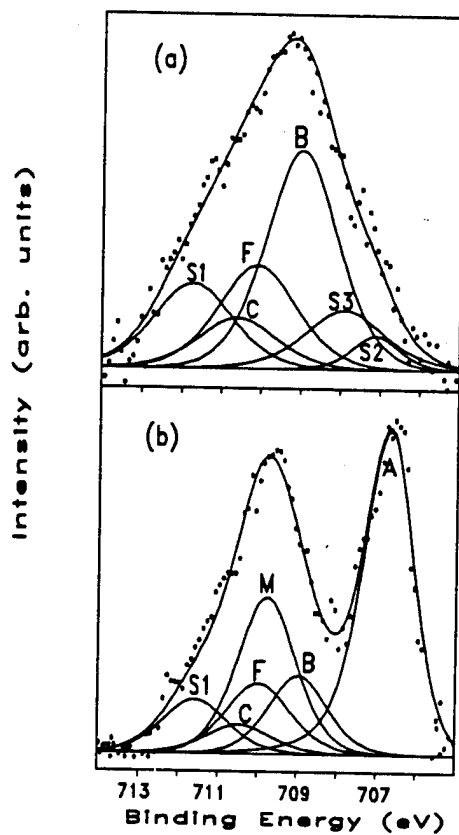 (a)
B
F
S1
C
S3
S2
(b)
A
M
F
B
S1
C
713 711 709 707
Binding Energy (eV)
Intensity (arb. units)